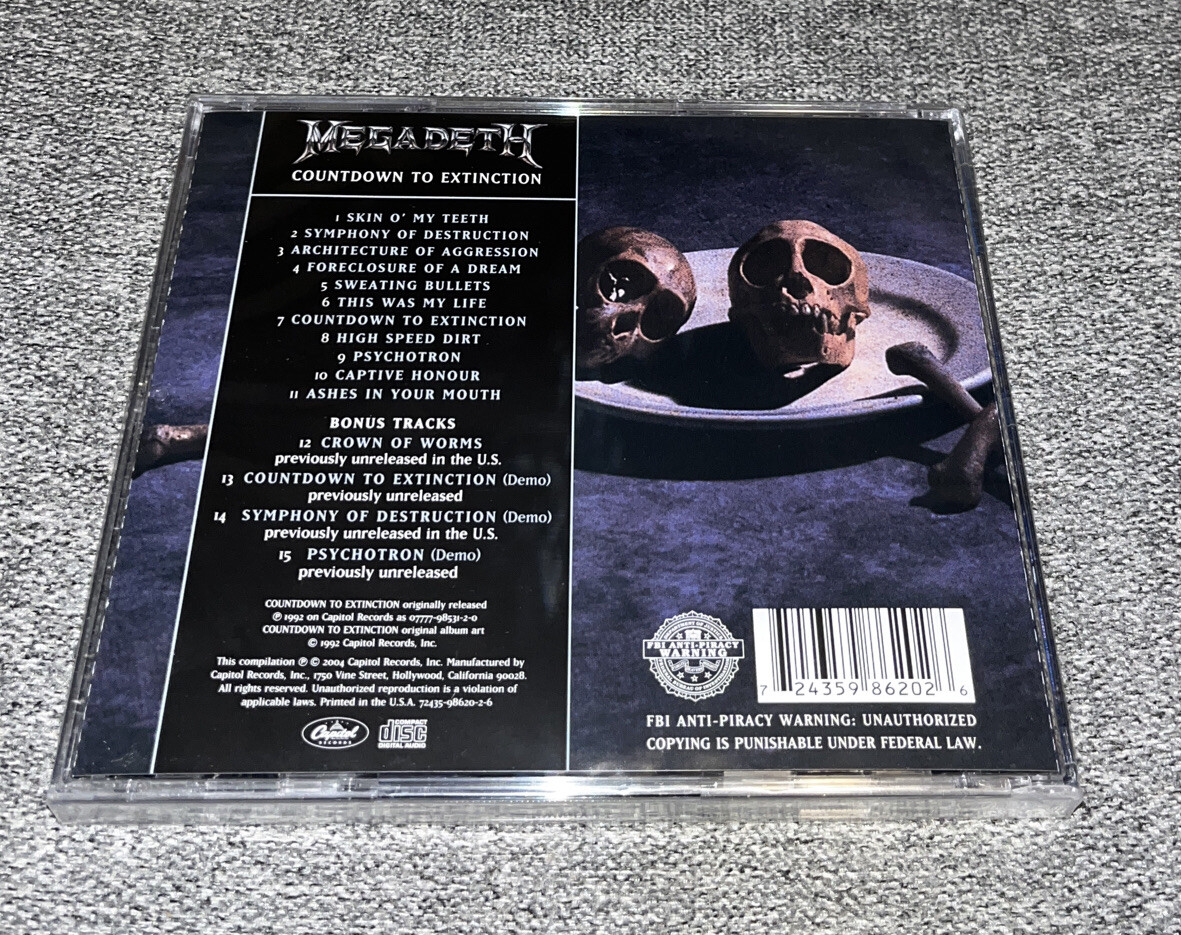 MEGADETH
COUNTDOWN TO EXTINCTION
1 SKIN O' MY TEETH
2 SYMPHONY OF DESTRUCTION
3 ARCHITECTURE OF AGGRESSION
4 FORECLOSURE OF A DREAM
5 SWEATING BULLETS
6 THIS WAS MY LIFE
7 COUNTDOWN TO EXTINCTION
8 HIGH SPEED DIRT
9 PSYCHOTRON
10 CAPTIVE HONOUR
11 ASHES IN YOUR MOUTH
BONUS TRACKS
12 CROWN OF WORMS
previously unreleased in the U.S.
13 COUNTDOWN TO EXTINCTION (Demo)
previously unreleased
14 SYMPHONY OF DESTRUCTION (Demo)
previously unreleased in the U.S.
15 PSYCHOTRON (Demo)
previously unreleased
COUNTDOWN TO EXTINCTION originally released
℗ 1992 on Capitol Records as 07777-98531-2-0
COUNTDOWN TO EXTINCTION original album art
© 1992 Capitol Records, Inc.
This compilation ℗ © 2004 Capitol Records, Inc. Manufactured by
Capitol Records, Inc., 1750 Vine Street, Hollywood, California 90028.
All rights reserved. Unauthorized reproduction is a violation of
applicable laws. Printed in the U.S.A. 72435-98620-2-6
Capitol
RECORDS
COMPACT
disc
DIGITAL AUDIO
FBI ANTI-PIRACY
WARNING
7 24359 86202 6
FBI ANTI-PIRACY WARNING: UNAUTHORIZED
COPYING IS PUNISHABLE UNDER FEDERAL LAW.